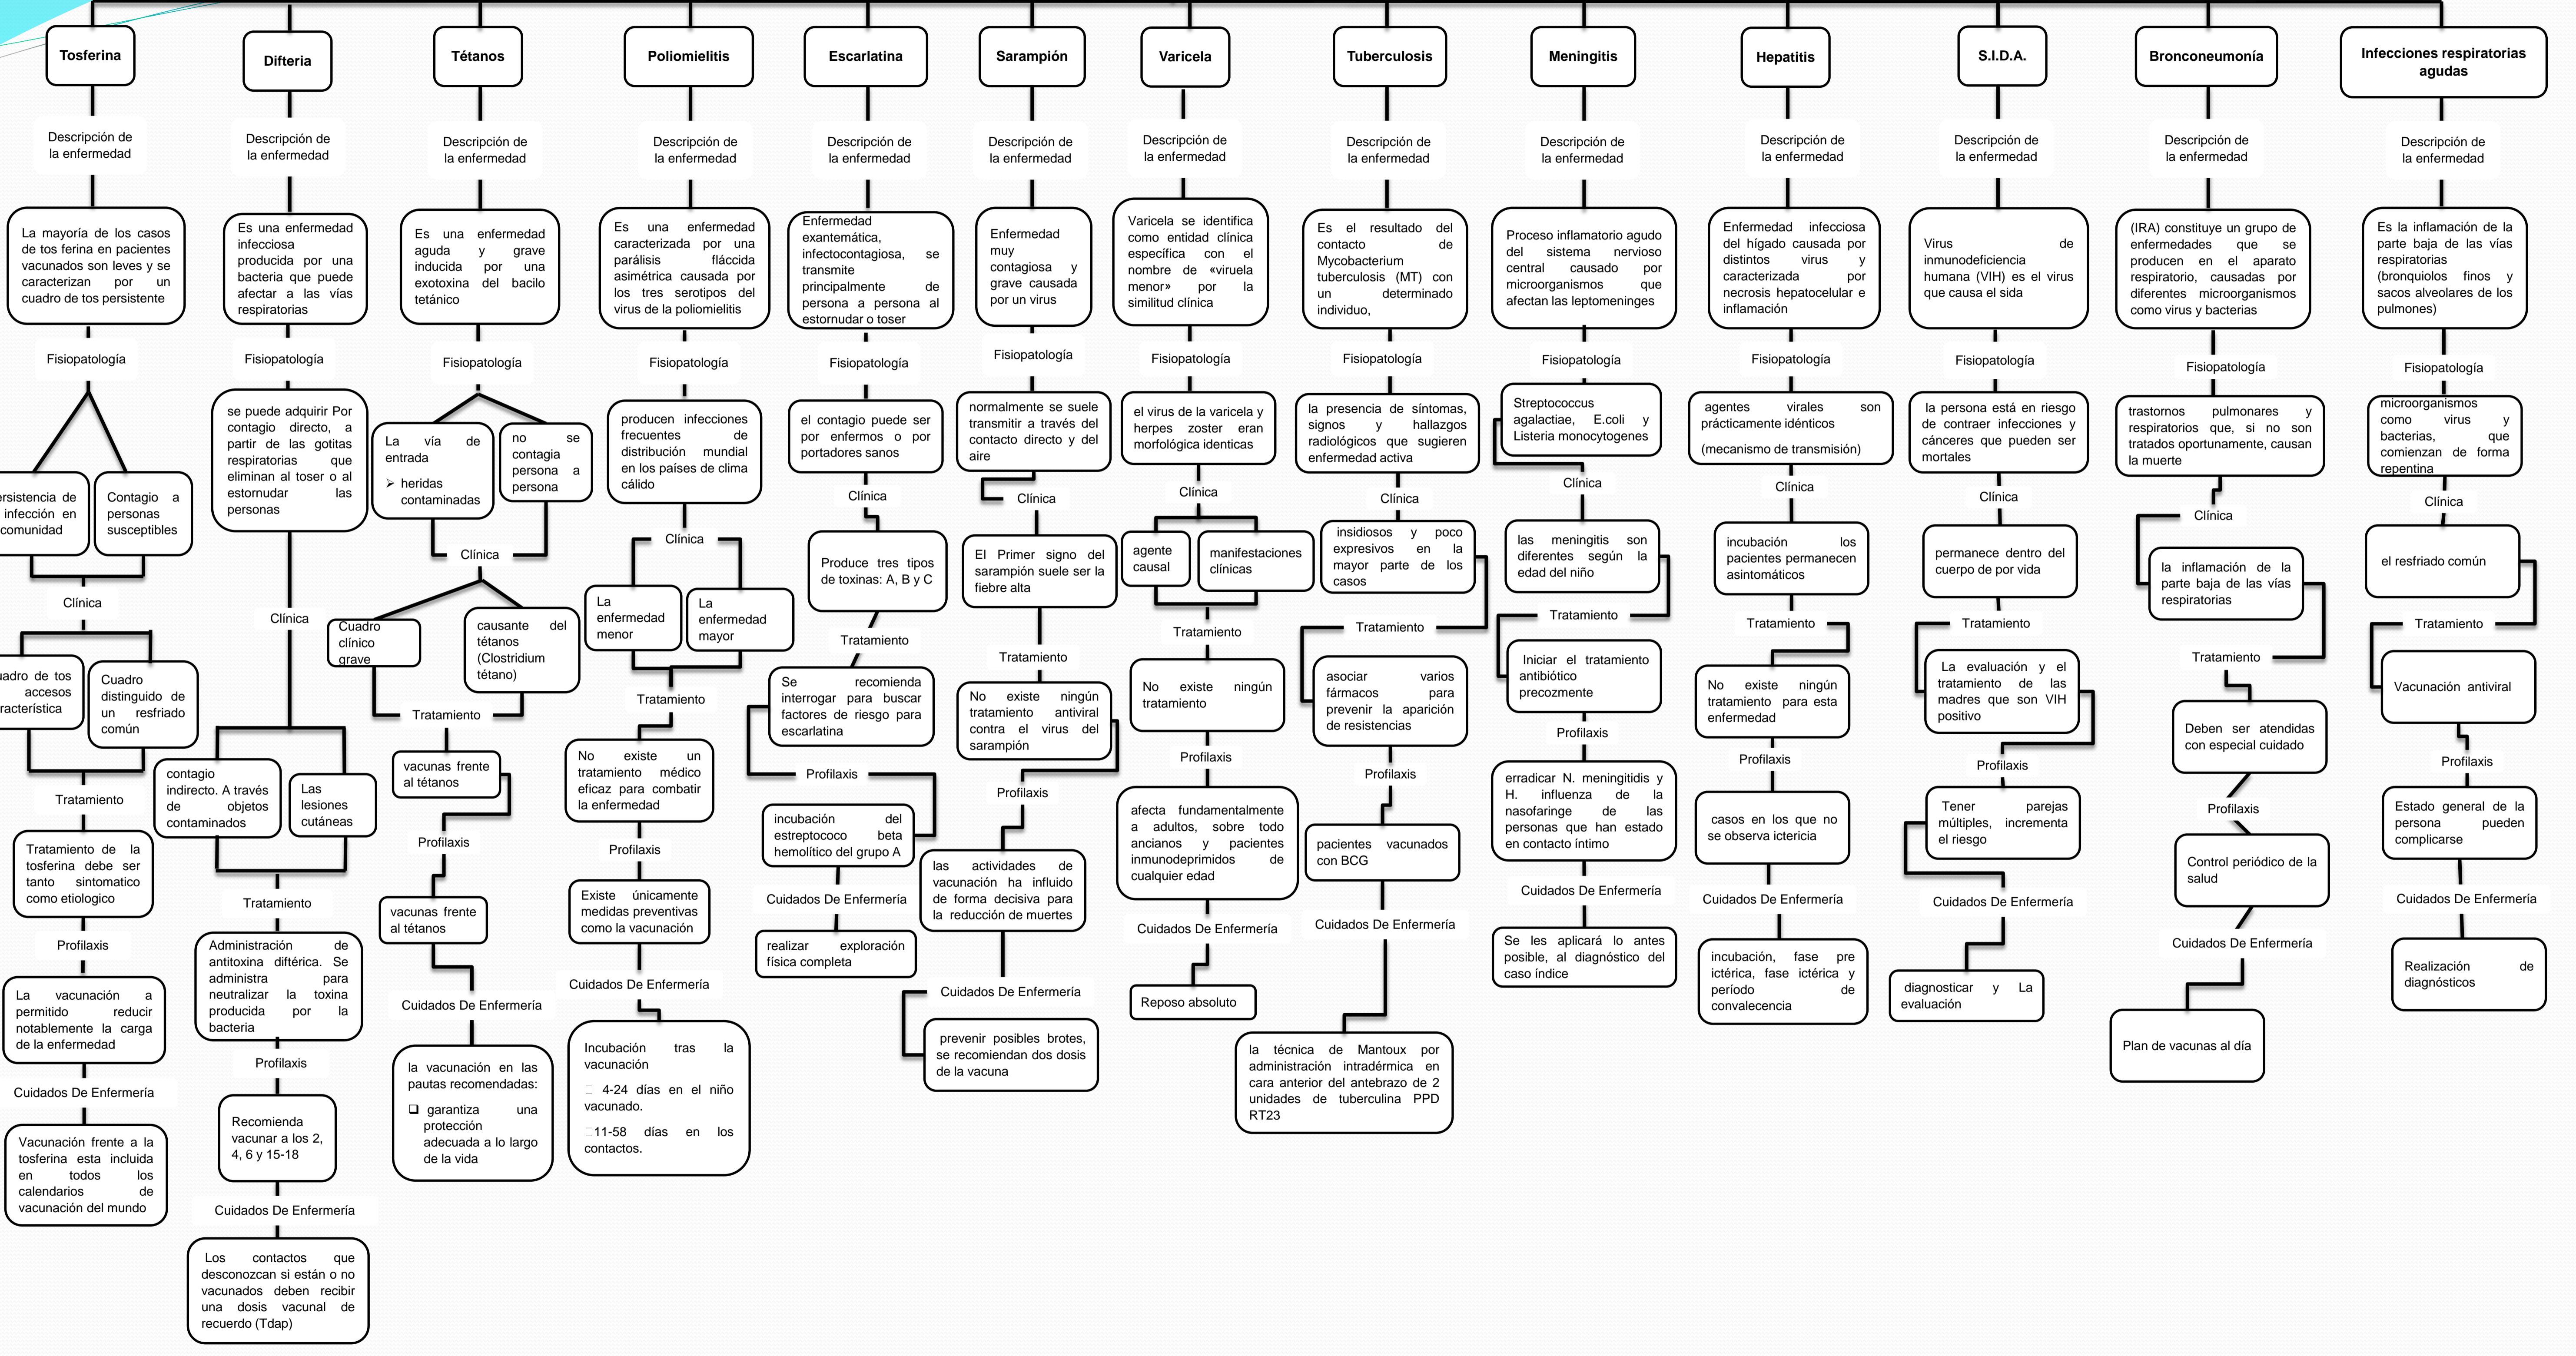 Tosferina
Descripción de
la enfermedad
La mayoría de los casos
de tos ferina en pacientes
vacunados son leves y se
caracterizan por un
cuadro de tos persistente
Fisiopatología
ersistencia de
infección en
comunidad
Contagio a
personas
susceptibles
Clínica
uadro de tos
accesos
racterística
Cuadro
distinguido de
un resfriado
común
Tratamiento
Tratamiento de la
tosferina debe ser
tanto sintomatico
como etiologico
Profilaxis
La vacunación a
permitido reducir
notablemente la carga
de la enfermedad
Cuidados De Enfermería
Vacunación frente a la
tosferina esta incluida
en todos los
calendarios de
vacunación del mundo
Difteria
Descripción de
la enfermedad
Es una enfermedad
infecciosa
producida por una
bacteria que puede
afectar a las vías
respiratorias
Fisiopatología
se puede adquirir Por
contagio directo, a
partir de las gotitas
respiratorias que
eliminan al toser o al
estornudar las
personas
Clínica
contagio
indirecto. A través
de objetos
contaminados
Las
lesiones
cutáneas
Tratamiento
Administración de
antitoxina diftérica. Se
administra para
neutralizar la toxina
producida por la
bacteria
Profilaxis
Recomienda
vacunar a los 2,
4, 6 y 15-18
Cuidados De Enfermería
Los contactos que
desconozcan si están o no
vacunados deben recibir
una dosis vacunal de
recuerdo (Tdap)
Tétanos
Descripción de
la enfermedad
Es una enfermedad
aguda y grave
inducida por una
exotoxina del bacilo
tetánico
Fisiopatología
La vía de
entrada
➢ heridas
contaminadas
no se
contagia
persona a
persona
Clínica
Cuadro
clínico
grave
causante del
tétanos
(Clostridium
tétano)
Tratamiento
vacunas frente
al tétanos
Profilaxis
vacunas frente
al tétanos
Cuidados De Enfermería
la vacunación en las
pautas recomendadas:
❑ garantiza una
protección
adecuada a lo largo
de la vida
Poliomielitis
Descripción de
la enfermedad
Es una enfermedad
caracterizada por una
parálisis fláccida
asimétrica causada por
los tres serotipos del
virus de la poliomielitis
Fisiopatología
producen infecciones
frecuentes de
distribución mundial
en los países de clima
cálido
Clínica
La
enfermedad
menor
La
enfermedad
mayor
Tratamiento
No existe un
tratamiento médico
eficaz para combatir
la enfermedad
Profilaxis
Existe únicamente
medidas preventivas
como la vacunación
Cuidados De Enfermería
Incubación tras la
vacunación
 4-24 días en el niño
vacunado.
11-58 días en los
contactos.
Escarlatina
Descripción de
la enfermedad
Enfermedad
exantemática,
infectocontagiosa, se
transmite
principalmente de
persona a persona al
estornudar o toser
Fisiopatología
el contagio puede ser
por enfermos o por
portadores sanos
Clínica
Produce tres tipos
de toxinas: A, B y C
Tratamiento
Se recomienda
interrogar para buscar
factores de riesgo para
escarlatina
Profilaxis
incubación del
estreptococo beta
hemolítico del grupo A
Cuidados De Enfermería
realizar exploración
física completa
Sarampión
Descripción de
la enfermedad
Enfermedad
muy
contagiosa y
grave causada
por un virus
Fisiopatología
normalmente se suele
transmitir a través del
contacto directo y del
aire
Clínica
El Primer signo del
sarampión suele ser la
fiebre alta
Tratamiento
No existe ningún
tratamiento antiviral
contra el virus del
sarampión
Profilaxis
las actividades de
vacunación ha influido
de forma decisiva para
la reducción de muertes
Cuidados De Enfermería
prevenir posibles brotes,
se recomiendan dos dosis
de la vacuna
Varicela
Descripción de
la enfermedad
Varicela se identifica
como entidad clínica
específica con el
nombre de «viruela
menor» por la
similitud clínica
Fisiopatología
el virus de la varicela y
herpes zoster eran
morfológica identicas
Clínica
agente
causal
manifestaciones
clínicas
Tratamiento
No existe ningún
tratamiento
Profilaxis
afecta fundamentalmente
a adultos, sobre todo
ancianos y pacientes
inmunodeprimidos de
cualquier edad
Cuidados De Enfermería
Reposo absoluto
Tuberculosis
Descripción de
la enfermedad
Es el resultado del
contacto de
Mycobacterium
tuberculosis (MT) con
un determinado
individuo,
Fisiopatología
la presencia de síntomas,
signos y hallazgos
radiológicos que sugieren
enfermedad activa
Clínica
insidiosos y poco
expresivos en la
mayor parte de los
casos
Tratamiento
asociar varios
fármacos para
prevenir la aparición
de resistencias
Profilaxis
pacientes vacunados
con BCG
Cuidados De Enfermería
la técnica de Mantoux por
administración intradérmica en
cara anterior del antebrazo de 2
unidades de tuberculina PPD
RT23
Meningitis
Descripción de
la enfermedad
Proceso inflamatorio agudo
del sistema nervioso
central causado por
microorganismos que
afectan las leptomeninges
Fisiopatología
Streptococcus
agalactiae, E.coli y
Listeria monocytogenes
Clínica
las meningitis son
diferentes según la
edad del niño
Tratamiento
Iniciar el tratamiento
antibiótico
precozmente
Profilaxis
erradicar N. meningitidis y
H. influenza de la
nasofaringe de las
personas que han estado
en contacto íntimo
Cuidados De Enfermería
Se les aplicará lo antes
posible, al diagnóstico del
caso índice
Hepatitis
Descripción de
la enfermedad
Enfermedad infecciosa
del hígado causada por
distintos virus y
caracterizada por
necrosis hepatocelular e
inflamación
Fisiopatología
agentes virales son
prácticamente idénticos
(mecanismo de transmisión)
Clínica
incubación los
pacientes permanecen
asintomáticos
Tratamiento
No existe ningún
tratamiento para esta
enfermedad
Profilaxis
casos en los que no
se observa ictericia
Cuidados De Enfermería
incubación, fase pre
ictérica, fase ictérica y
período de
convalecencia
S.I.D.A.
Descripción de
la enfermedad
Virus de
inmunodeficiencia
humana (VIH) es el virus
que causa el sida
Fisiopatología
la persona está en riesgo
de contraer infecciones y
cánceres que pueden ser
mortales
Clínica
permanece dentro del
cuerpo de por vida
Tratamiento
La evaluación y el
tratamiento de las
madres que son VIH
positivo
Profilaxis
Tener parejas
múltiples, incrementa
el riesgo
Cuidados De Enfermería
diagnosticar y La
evaluación
Bronconeumonía
Descripción de
la enfermedad
(IRA) constituye un grupo de
enfermedades que se
producen en el aparato
respiratorio, causadas por
diferentes microorganismos
como virus y bacterias
Fisiopatología
trastornos pulmonares y
respiratorios que, si no son
tratados oportunamente, causan
la muerte
Clínica
la inflamación de la
parte baja de las vías
respiratorias
Tratamiento
Deben ser atendidas
con especial cuidado
Profilaxis
Control periódico de la
salud
Cuidados De Enfermería
Plan de vacunas al día
Infecciones respiratorias
agudas
Descripción de
la enfermedad
Es la inflamación de la
parte baja de las vías
respiratorias
(bronquiolos finos y
sacos alveolares de los
pulmones)
Fisiopatología
microorganismos
como virus y
bacterias, que
comienzan de forma
repentina
Clínica
el resfriado común
Tratamiento
Vacunación antiviral
Profilaxis
Estado general de la
persona pueden
complicarse
Cuidados De Enfermería
Realización de
diagnósticos